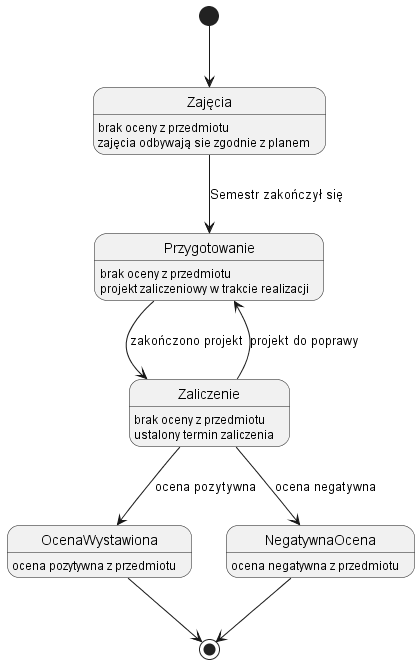 Zajęcia
brak oceny z przedmiotu
zajęcia odbywają sie zgodnie z planem
Semestr zakończył się
Przygotowanie
brak oceny z przedmiotu
projekt zaliczeniowy w trakcie realizacji
zakończono projekt
projekt do poprawy
Zaliczenie
brak oceny z przedmiotu
ustalony termin zaliczenia
ocena pozytywna
ocena negatywna
OcenaWystawiona
ocena pozytywna z przedmiotu
NegatywnaOcena
ocena negatywna z przedmiotu